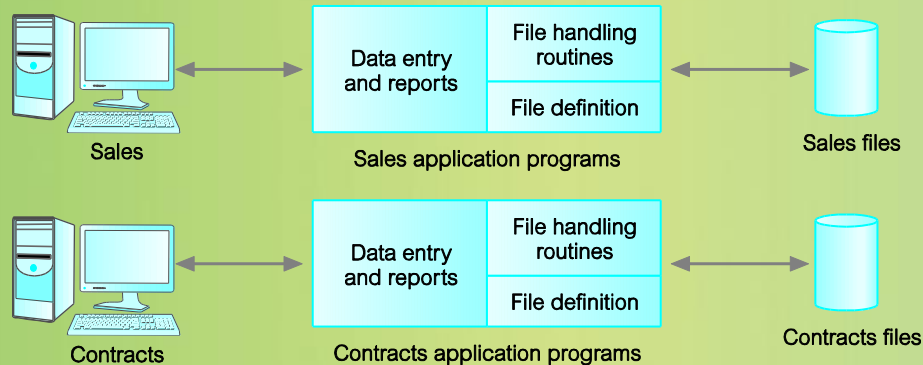 Data entry
and reports
File handling
routines
File definition
Sales
Sales application programs
Sales files
Data entry
and reports
File handling
routines
File definition
Contracts
Contracts application programs
Contracts files